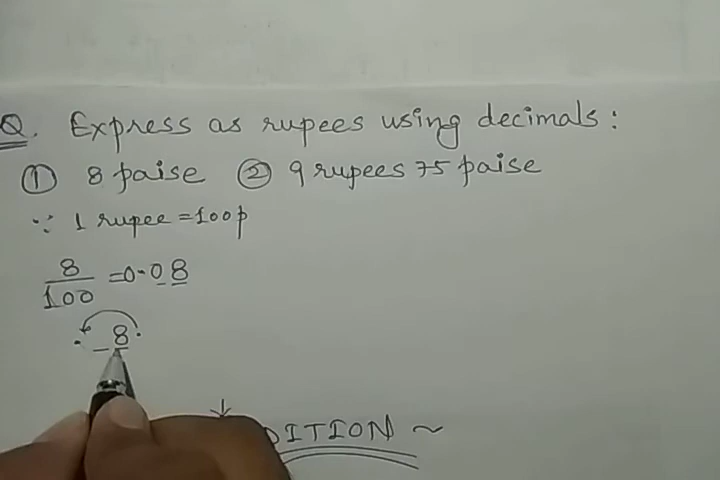 Q. Express as rupees using decimals :
① 8 paise ② 9 rupees 75 paise
∵ 1 rupee = 100p
8/100 = 0.08
. _ 8 .
DITION ~